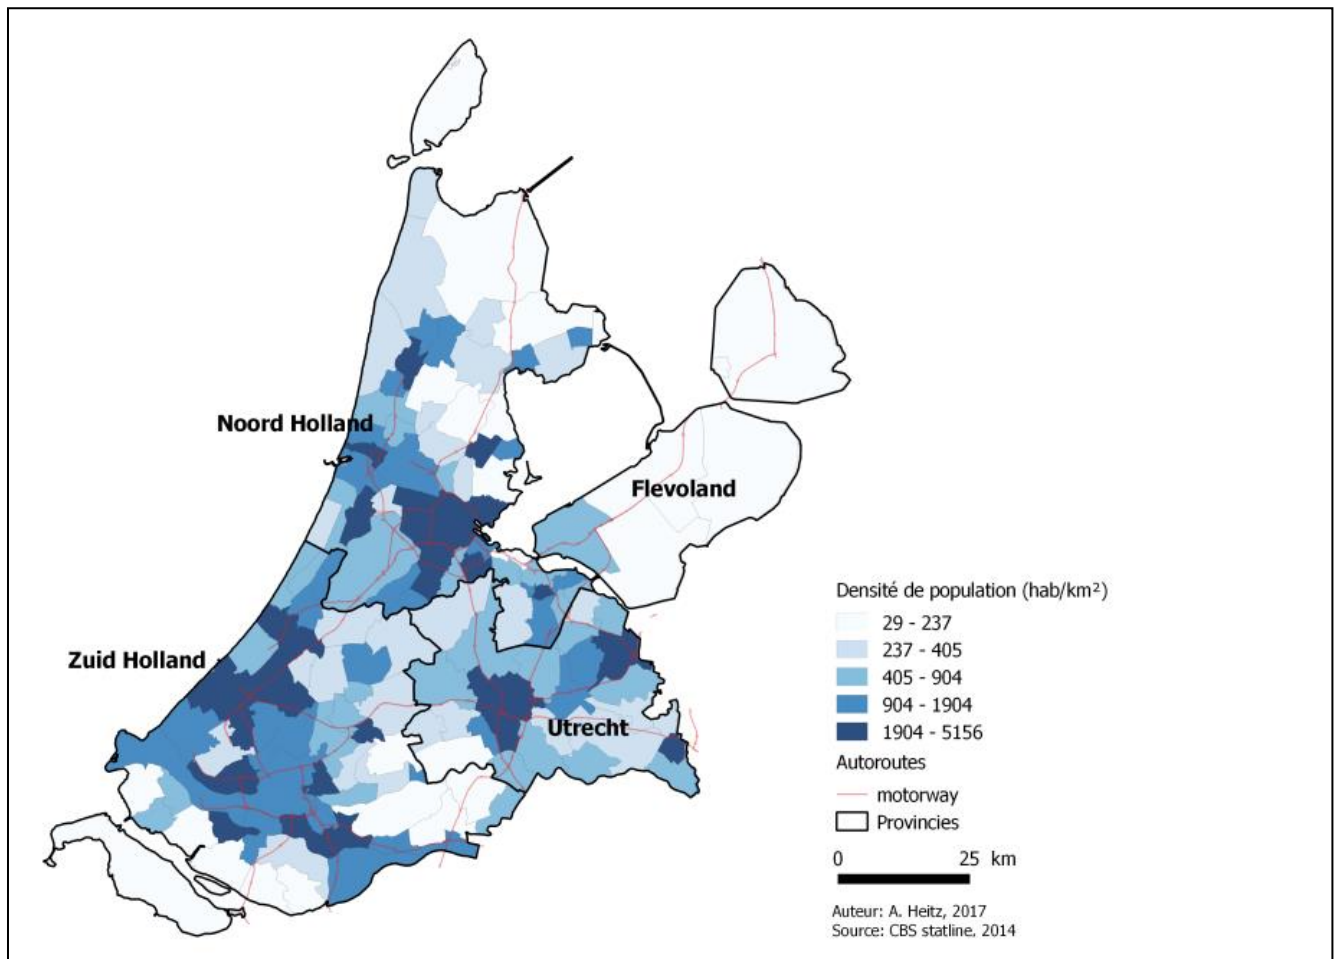 Noord Holland
Flevoland
Zuid Holland
Utrecht
Densité de population (hab/km²)
29 - 237
237 - 405
405 - 904
904 - 1904
1904 - 5156
Autoroutes
motorway
Provincies
0 25 km
Auteur: A. Heitz, 2017
Source: CBS statline, 2014